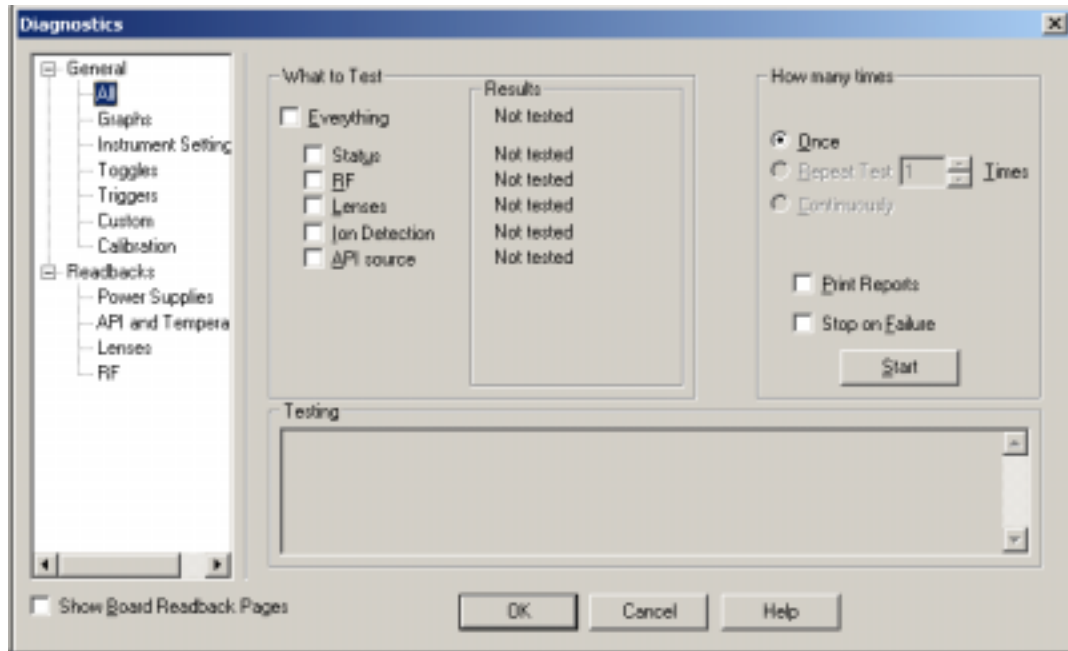 Diagnostics
General
All
Graphs
Instrument Setting
Toggles
Triggers
Custom
Calibration
Readbacks
Power Supplies
API and Tempera
Lenses
RF
Show Board Readback Pages
What to Test
Results
Everything Not tested
Status Not tested
RF Not tested
Lenses Not tested
Ion Detection Not tested
API source Not tested
How many times
Once
Repeat Test 1 Times
Continuously
Print Reports
Stop on Failure
Start
Testing
OK Cancel Help